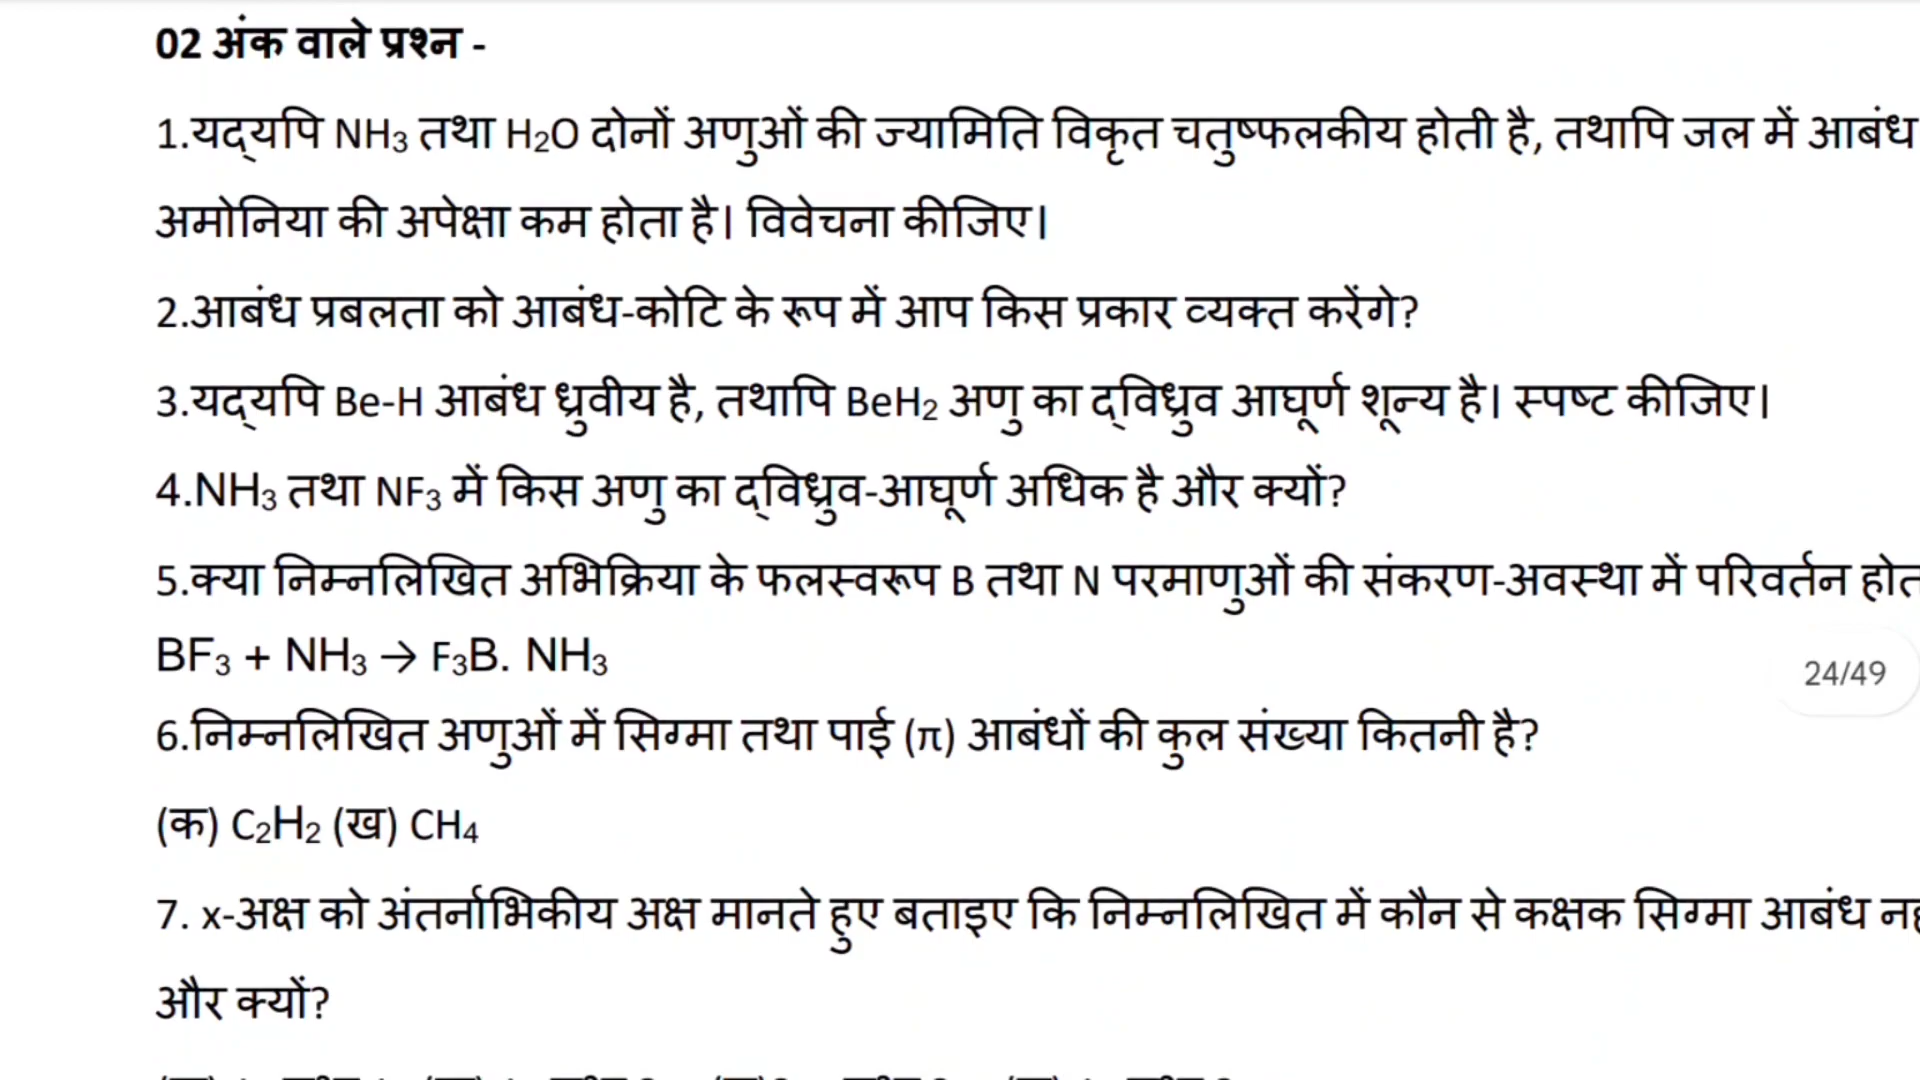 02 अंक वाले प्रश्न -
1.यद्यपि NH3 तथा H2O दोनों अणुओं की ज्यामिति विकृत चतुष्फलकीय होती है, तथापि जल में आबंध
अमोनिया की अपेक्षा कम होता है। विवेचना कीजिए।
2.आबंध प्रबलता को आबंध-कोटि के रूप में आप किस प्रकार व्यक्त करेंगे?
3.यद्यपि Be-H आबंध ध्रुवीय है, तथापि BeH2 अणु का द्विध्रुव आघूर्ण शून्य है। स्पष्ट कीजिए।
4.NH3 तथा NF3 में किस अणु का द्विध्रुव-आघूर्ण अधिक है और क्यों?
5.क्या निम्नलिखित अभिक्रिया के फलस्वरूप B तथा N परमाणुओं की संकरण-अवस्था में परिवर्तन
BF3 + NH3 → F3B. NH3
24/49
6.निम्नलिखित अणुओं में सिग्मा तथा पाई (π) आबंधों की कुल संख्या कितनी है?
(क) C2H2 (ख) CH4
7. x-अक्ष को अंतर्नाभिकीय अक्ष मानते हुए बताइए कि निम्नलिखित में कौन से कक्षक सिग्मा आबंध
और क्यों?